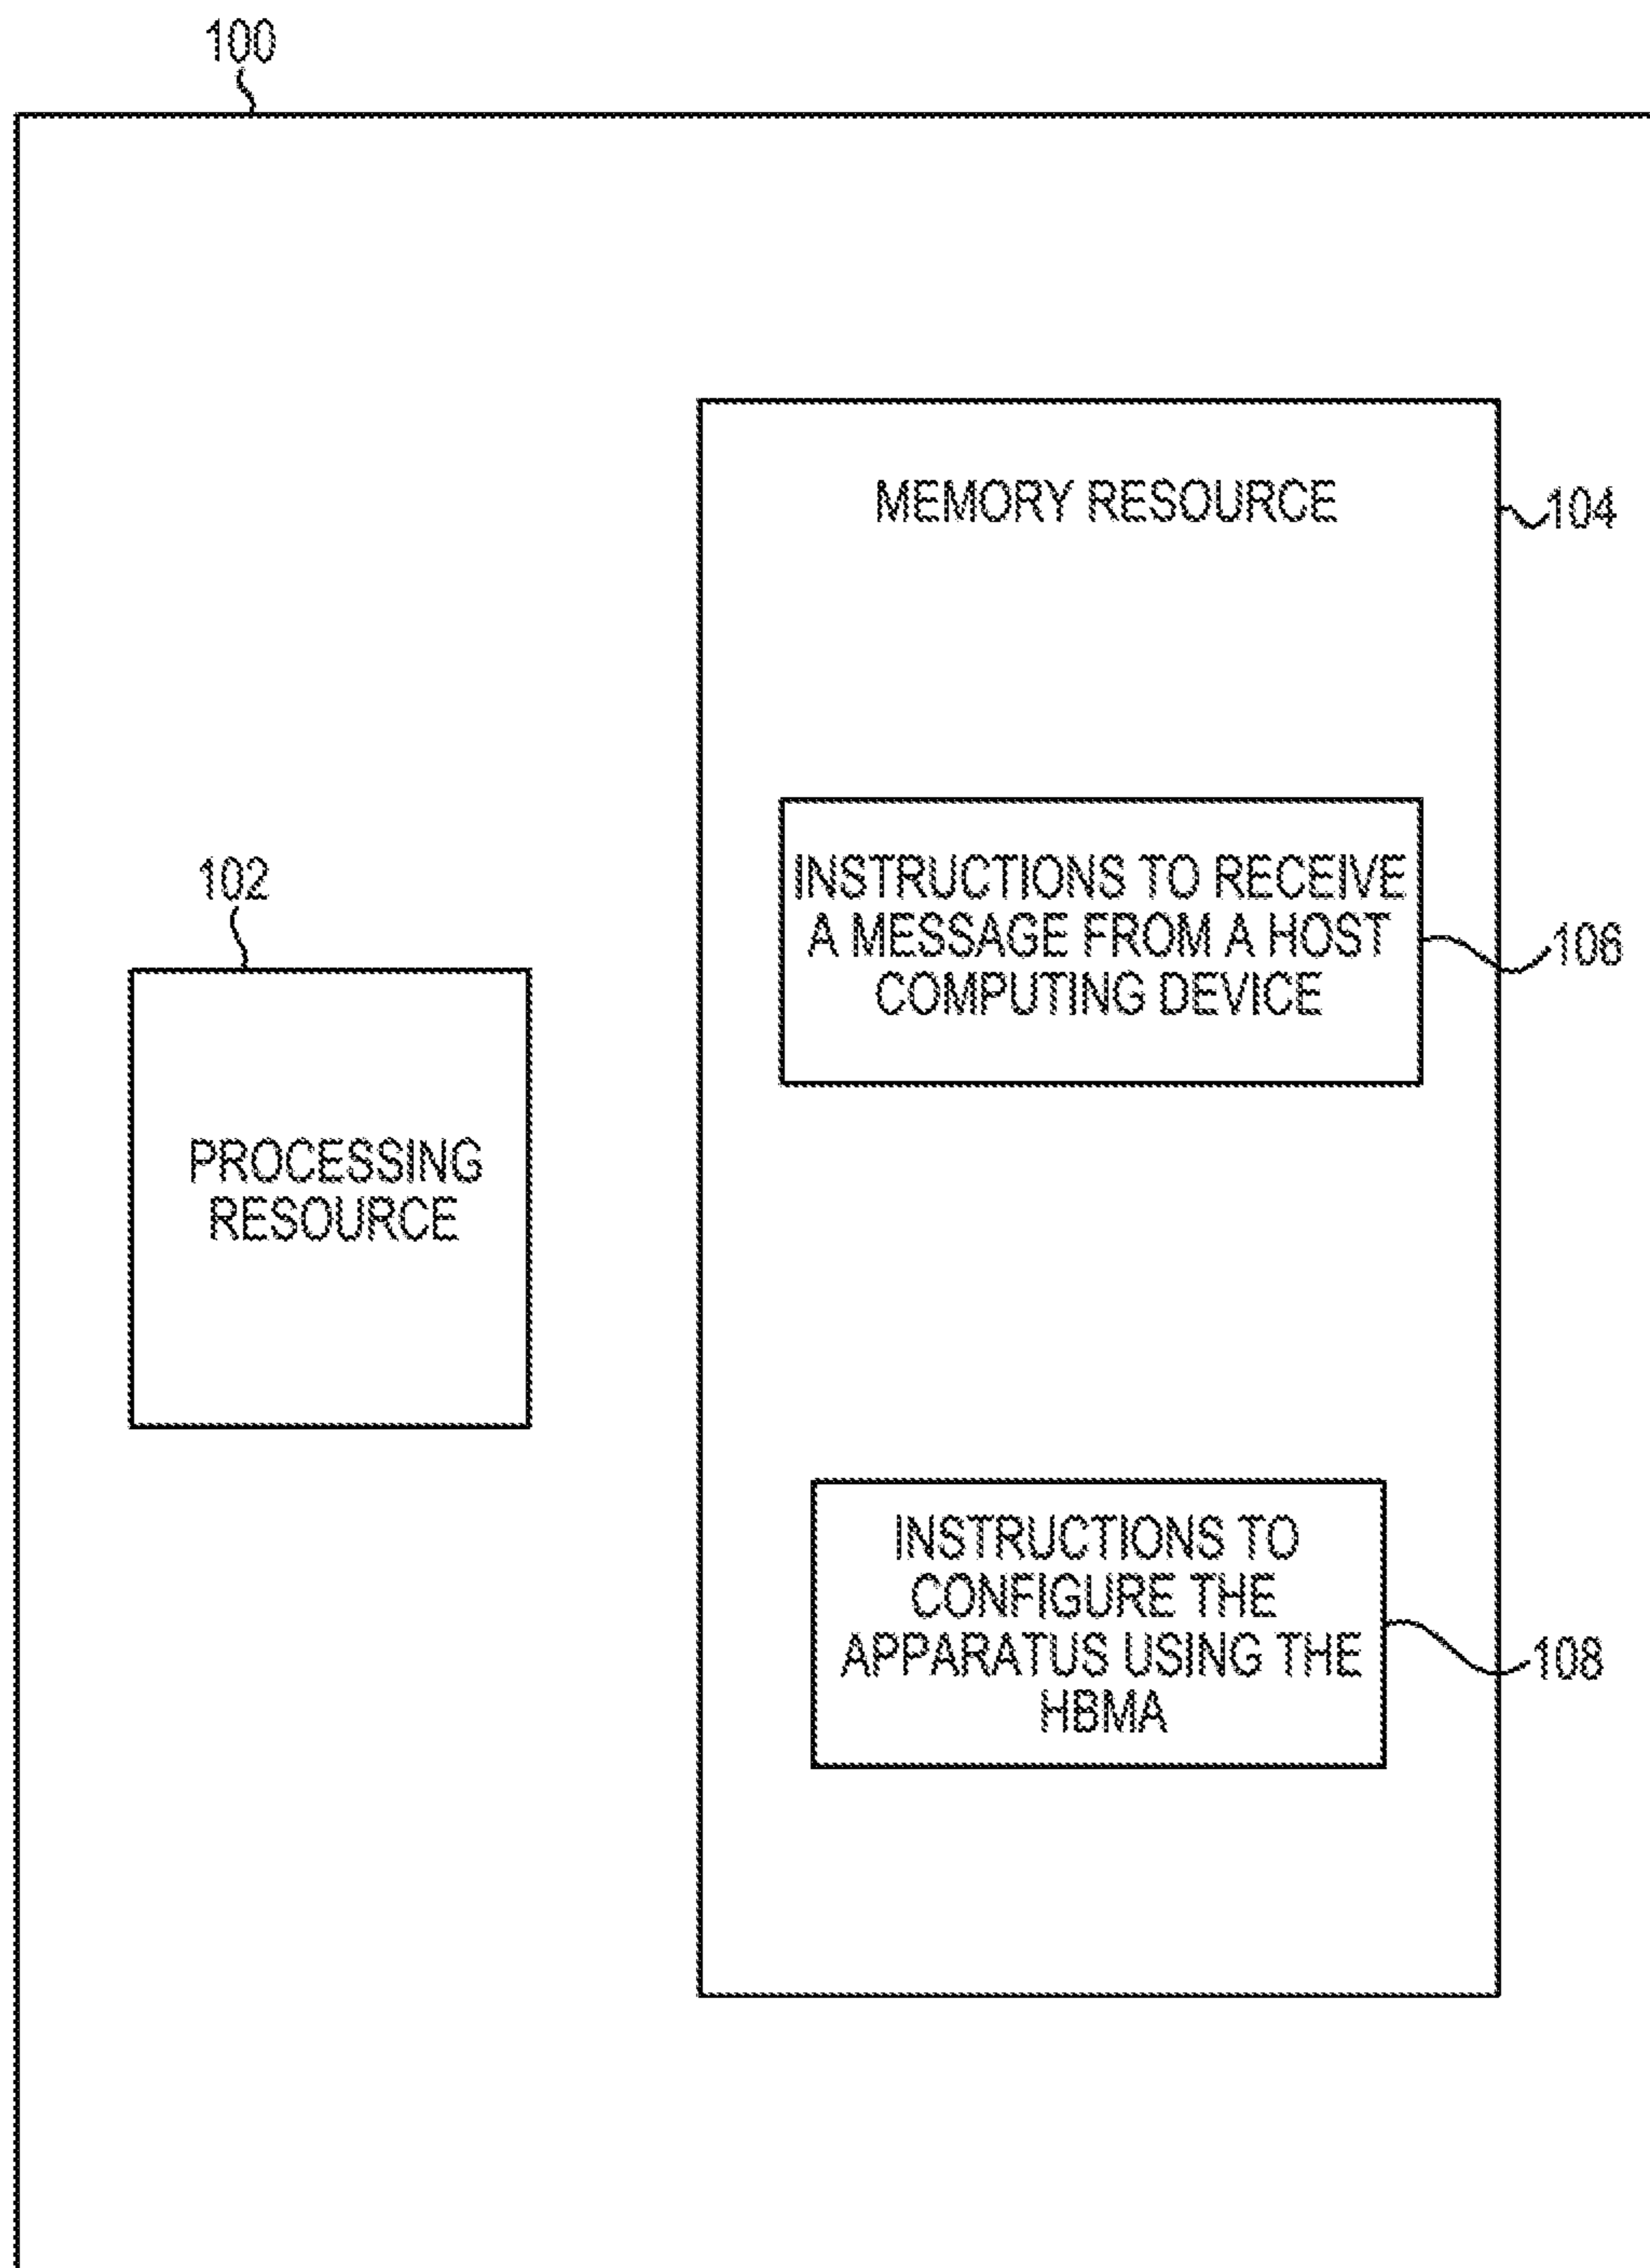 100
MEMORY RESOURCE
104
INSTRUCTIONS TO RECEIVE
A MESSAGE FROM A HOST
COMPUTING DEVICE
106
102
PROCESSING
RESOURCE
INSTRUCTIONS TO
CONFIGURE THE
APPARATUS USING THE
HBMA
108